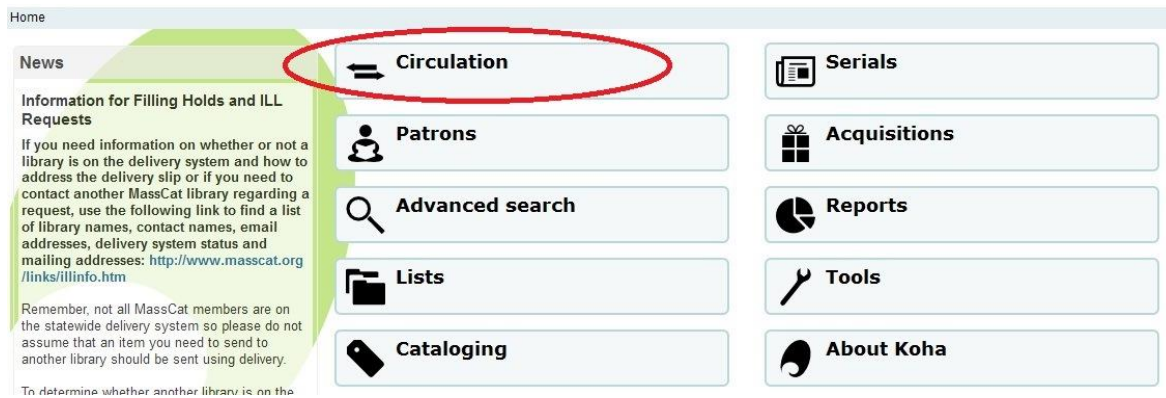 Home
News
Information for Filling Holds and ILL
Requests
If you need information on whether or not a
library is on the delivery system and how to
address the delivery slip or if you need to
contact another MassCat library regarding a
request, use the following link to find a list
of library names, contact names, email
addresses, delivery system status and
mailing addresses: http://www.masscat.org
/links/illinfo.htm
Remember, not all MassCat members are on
the statewide delivery system so please do not
assume that an item you need to send to
another library should be sent using delivery.
To determine whether another library is on the
Circulation
Patrons
Advanced search
Lists
Cataloging
Serials
Acquisitions
Reports
Tools
About Koha